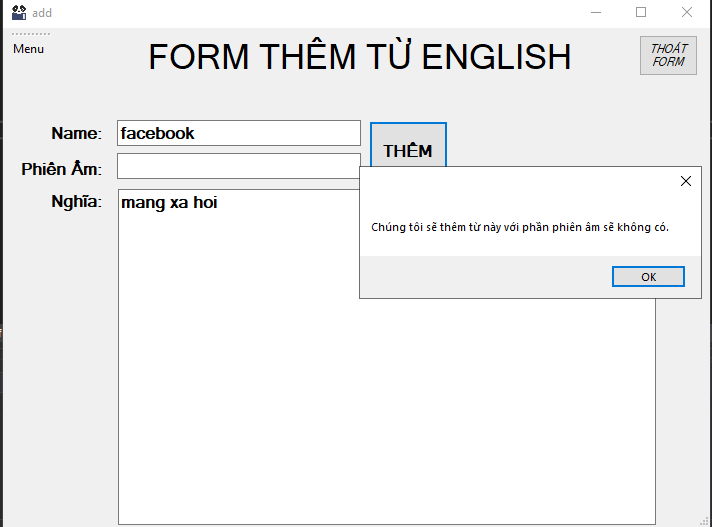 add
Menu
FORM THÊM TỪ ENGLISH
THOÁT
FORM
Name:
facebook
THÊM
Phiên Âm:
Nghĩa:
mang xa hoi
Chúng tôi sẽ thêm từ này với phần phiên âm sẽ không có.
OK